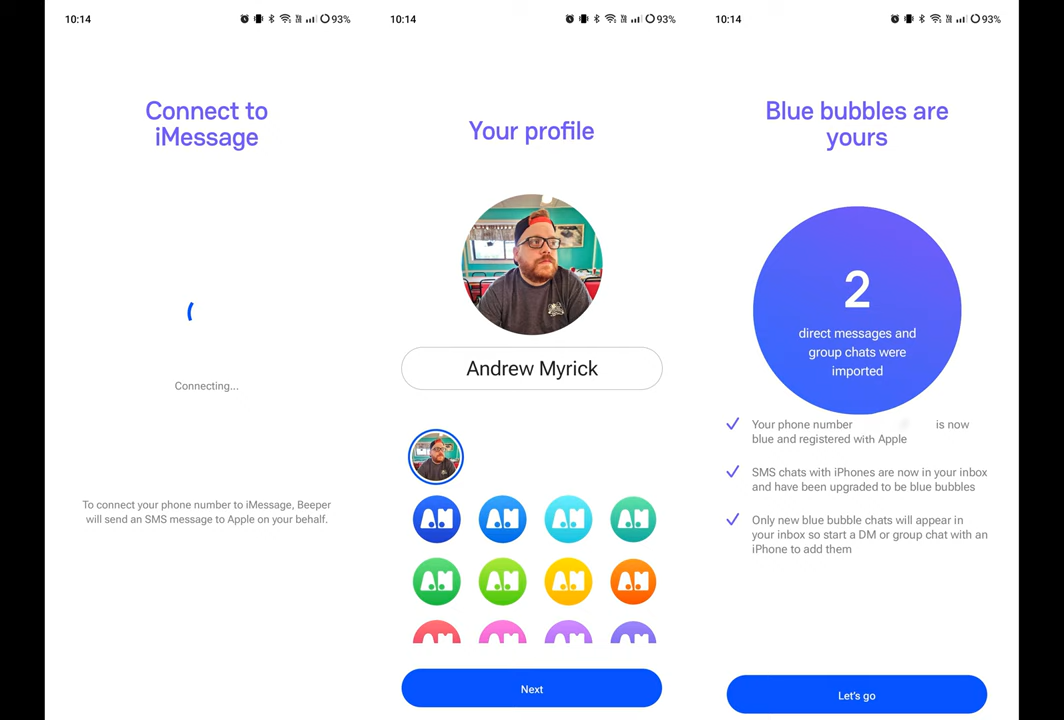 10:14
93%
Connect to
iMessage
Connecting...
To connect your phone number to iMessage, Beeper
will send an SMS message to Apple on your behalf.
10:14
93%
Your profile
Andrew Myrick
A.M A.M A.M A.M
A.M A.M A.M A.M
AM AM AM AM
Next
10:14
93%
Blue bubbles are
yours
2
direct messages and
group chats were
imported
Your phone number is now
blue and registered with Apple
SMS chats with iPhones are now in your inbox
and have been upgraded to be blue bubbles
Only new blue bubble chats will appear in
your inbox so start a DM or group chat with an
iPhone to add them
Let's go